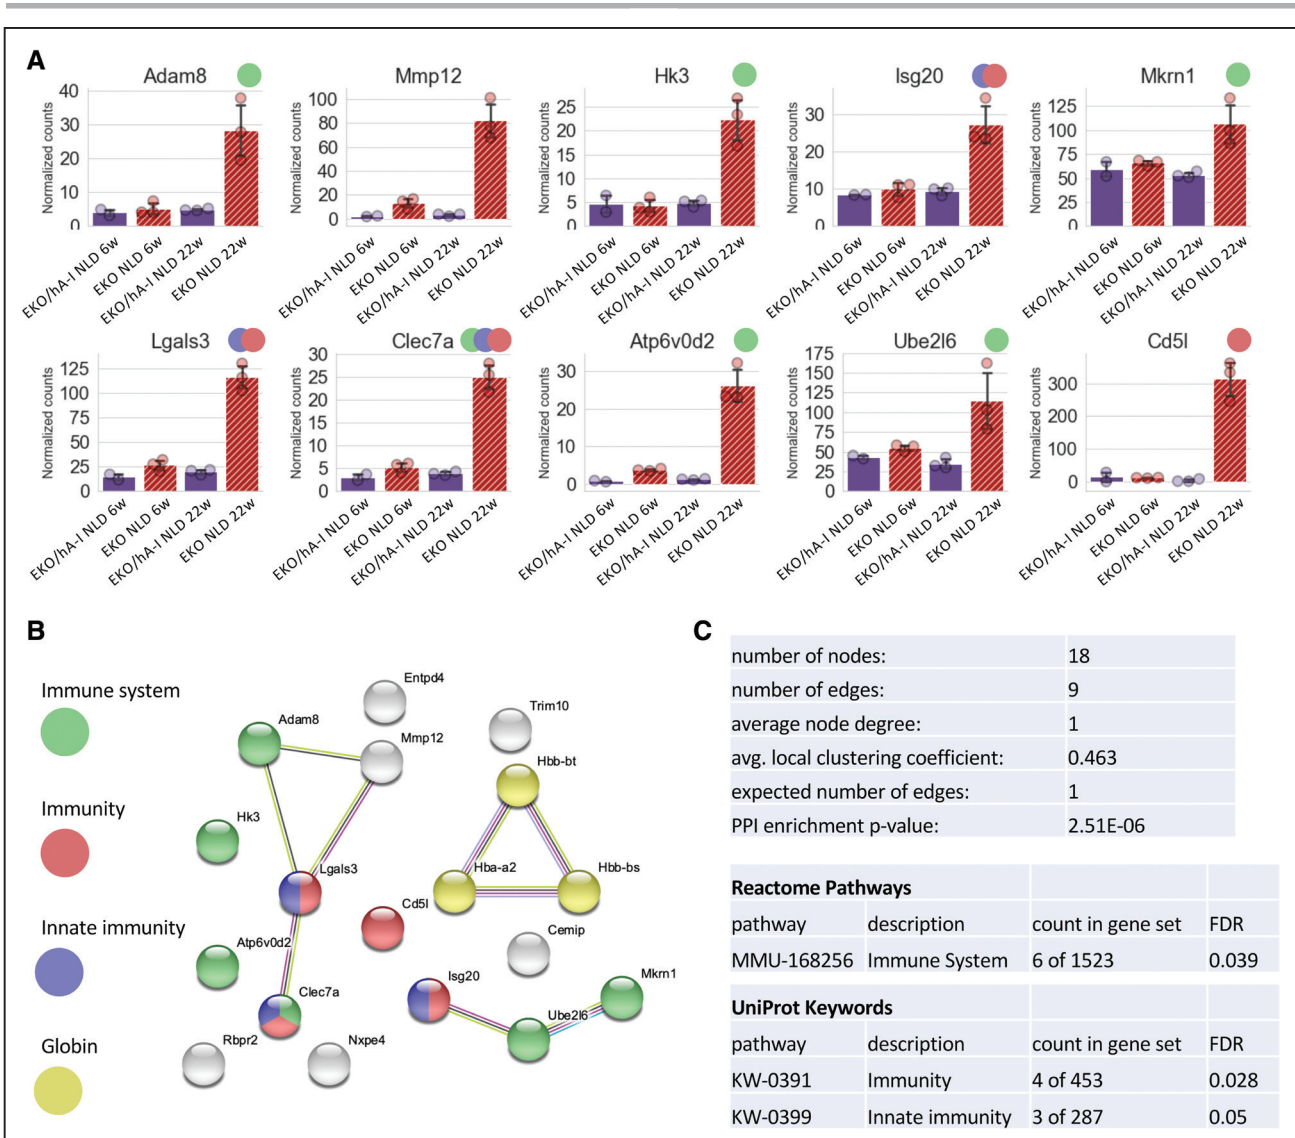 A
Adam8
Mmp12
Hk3
Isg20
Mkrn1
Normalized counts
40
30
20
10
0
EKO/hA-I NLD 6w
EKO NLD 6w
EKO/hA-I NLD 22w
EKO NLD 22w
Normalized counts
100
80
60
40
20
0
EKO/hA-I NLD 6w
EKO NLD 6w
EKO/hA-I NLD 22w
EKO NLD 22w
Normalized counts
25
20
15
10
5
0
EKO/hA-I NLD 6w
EKO NLD 6w
EKO/hA-I NLD 22w
EKO NLD 22w
Normalized counts
30
20
10
0
EKO/hA-I NLD 6w
EKO NLD 6w
EKO/hA-I NLD 22w
EKO NLD 22w
Normalized counts
125
100
75
50
25
0
EKO/hA-I NLD 6w
EKO NLD 6w
EKO/hA-I NLD 22w
EKO NLD 22w
Lgals3
Clec7a
Atp6v0d2
Ube2l6
Cd5l
Normalized counts
125
100
75
50
25
0
EKO/hA-I NLD 6w
EKO NLD 6w
EKO/hA-I NLD 22w
EKO NLD 22w
Normalized counts
30
25
20
15
10
5
0
EKO/hA-I NLD 6w
EKO NLD 6w
EKO/hA-I NLD 22w
EKO NLD 22w
Normalized counts
30
20
10
0
EKO/hA-I NLD 6w
EKO NLD 6w
EKO/hA-I NLD 22w
EKO NLD 22w
Normalized counts
175
150
125
100
75
50
25
0
EKO/hA-I NLD 6w
EKO NLD 6w
EKO/hA-I NLD 22w
EKO NLD 22w
Normalized counts
300
200
100
0
EKO/hA-I NLD 6w
EKO NLD 6w
EKO/hA-I NLD 22w
EKO NLD 22w
B
Immune system
Immunity
Innate immunity
Globin
Entpd4
Adam8
Trim10
Mmp12
Hbb-bt
Hk3
Lgals3
Hba-a2
Hbb-bs
Cd5l
Cemip
Atp6v0d2
Isg20
Mkrn1
Clec7a
Ube2l6
Rbpr2
Nxpe4
C
number of nodes: 18
number of edges: 9
average node degree: 1
avg. local clustering coefficient: 0.463
expected number of edges: 1
PPI enrichment p-value: 2.51E-06
Reactome Pathways
pathway description count in gene set FDR
MMU-168256 Immune System 6 of 1523 0.039
UniProt Keywords
pathway description count in gene set FDR
KW-0391 Immunity 4 of 453 0.028
KW-0399 Innate immunity 3 of 287 0.05